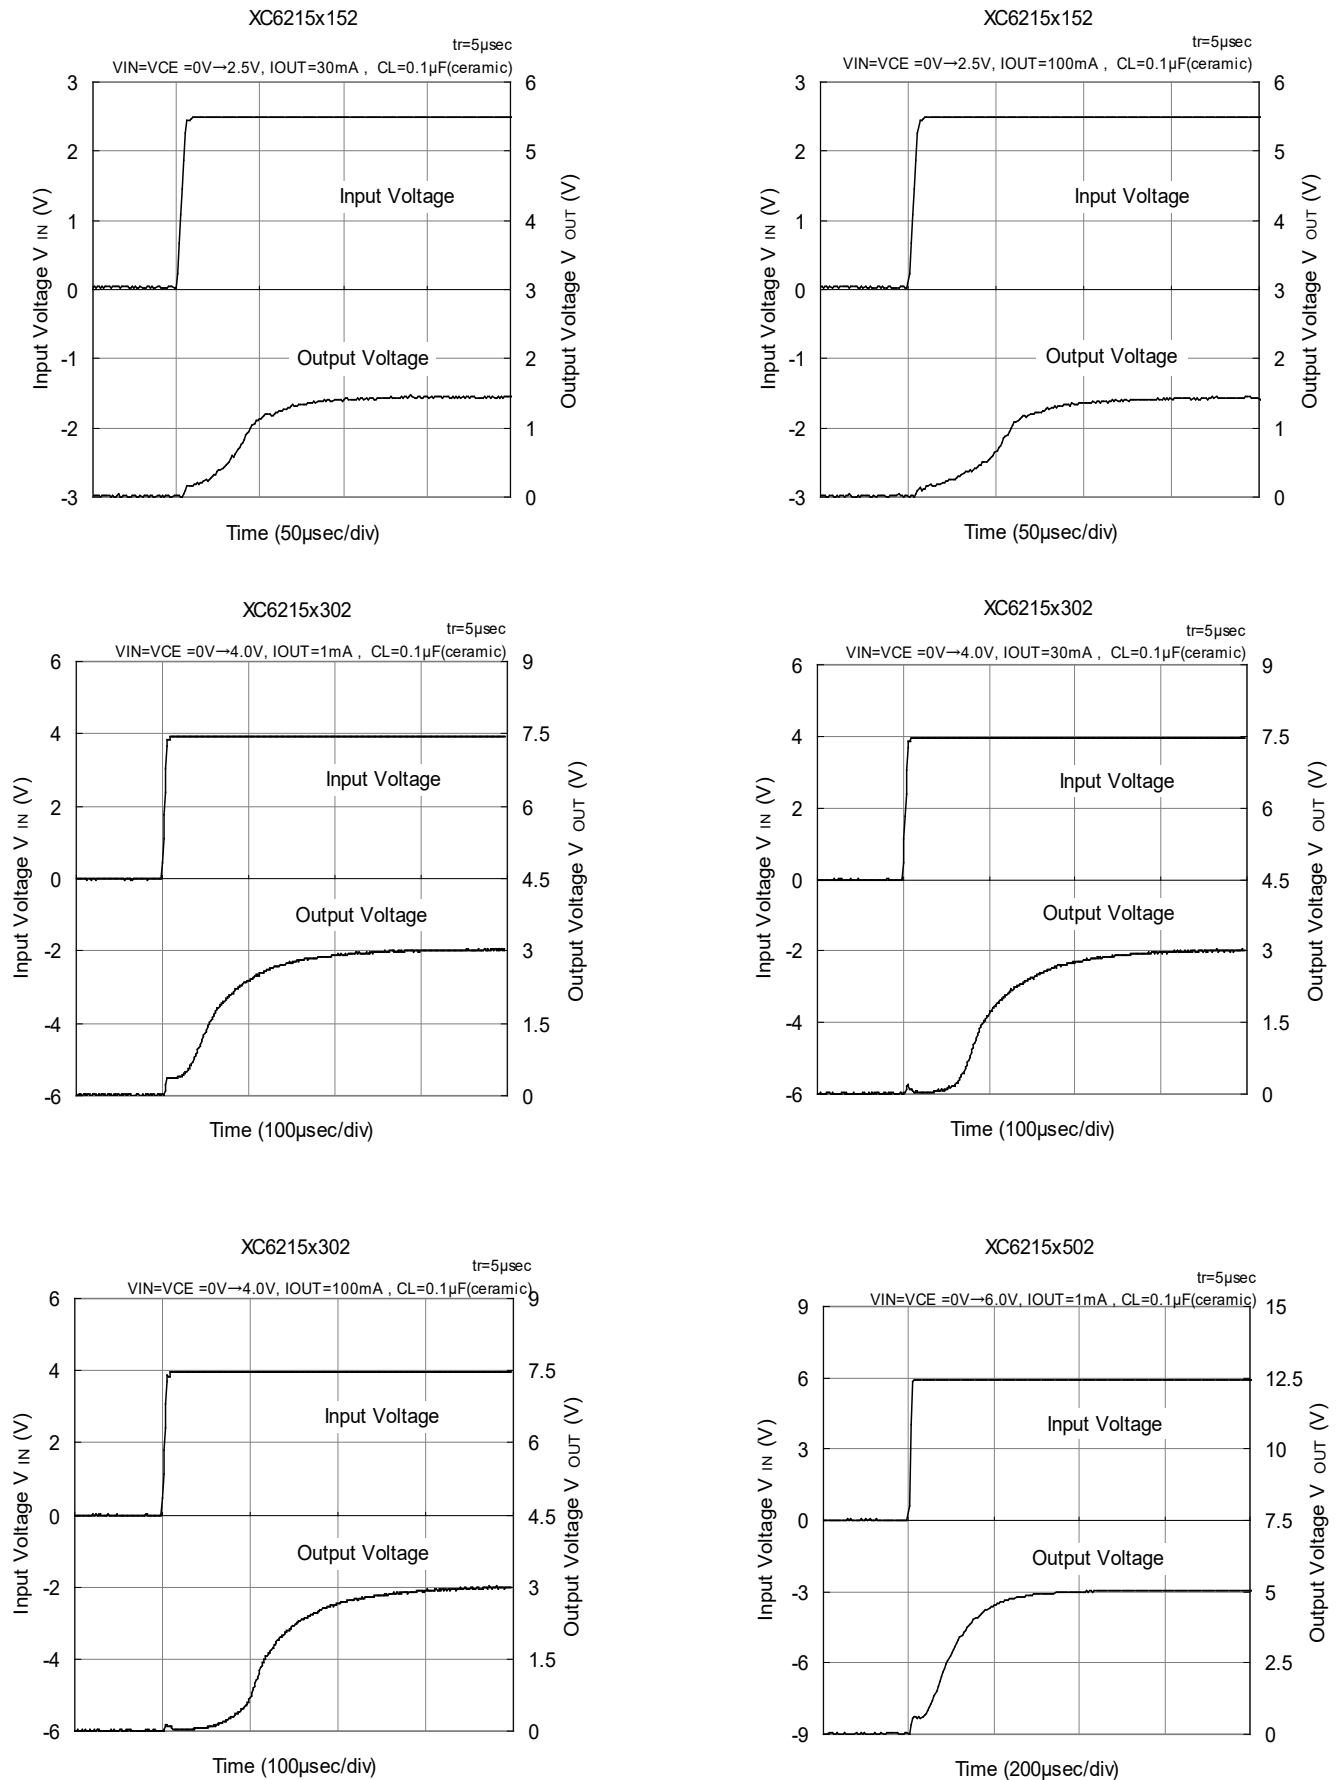 XC6215x152
tr=5μsec
VIN=VCE =0V→2.5V, IOUT=30mA , CL=0.1μF(ceramic)
3
2
1
0
-1
-2
-3
6
5
4
3
2
1
0
Input Voltage V IN (V)
Output Voltage V OUT (V)
Input Voltage
Output Voltage
Time (50μsec/div)
XC6215x152
tr=5μsec
VIN=VCE =0V→2.5V, IOUT=100mA , CL=0.1μF(ceramic)
3
2
1
0
-1
-2
-3
6
5
4
3
2
1
0
Input Voltage V IN (V)
Output Voltage V OUT (V)
Input Voltage
Output Voltage
Time (50μsec/div)
XC6215x302
tr=5μsec
VIN=VCE =0V→4.0V, IOUT=1mA , CL=0.1μF(ceramic)
6
4
2
0
-2
-4
-6
9
7.5
6
4.5
3
1.5
0
Input Voltage V IN (V)
Output Voltage V OUT (V)
Input Voltage
Output Voltage
Time (100μsec/div)
XC6215x302
tr=5μsec
VIN=VCE =0V→4.0V, IOUT=30mA , CL=0.1μF(ceramic)
6
4
2
0
-2
-4
-6
9
7.5
6
4.5
3
1.5
0
Input Voltage V IN (V)
Output Voltage V OUT (V)
Input Voltage
Output Voltage
Time (100μsec/div)
XC6215x302
tr=5μsec
VIN=VCE =0V→4.0V, IOUT=100mA , CL=0.1μF(ceramic)
6
4
2
0
-2
-4
-6
9
7.5
6
4.5
3
1.5
0
Input Voltage V IN (V)
Output Voltage V OUT (V)
Input Voltage
Output Voltage
Time (100μsec/div)
XC6215x502
tr=5μsec
VIN=VCE =0V→6.0V, IOUT=1mA , CL=0.1μF(ceramic)
9
6
3
0
-3
-6
-9
15
12.5
10
7.5
5
2.5
0
Input Voltage V IN (V)
Output Voltage V OUT (V)
Input Voltage
Output Voltage
Time (200μsec/div)